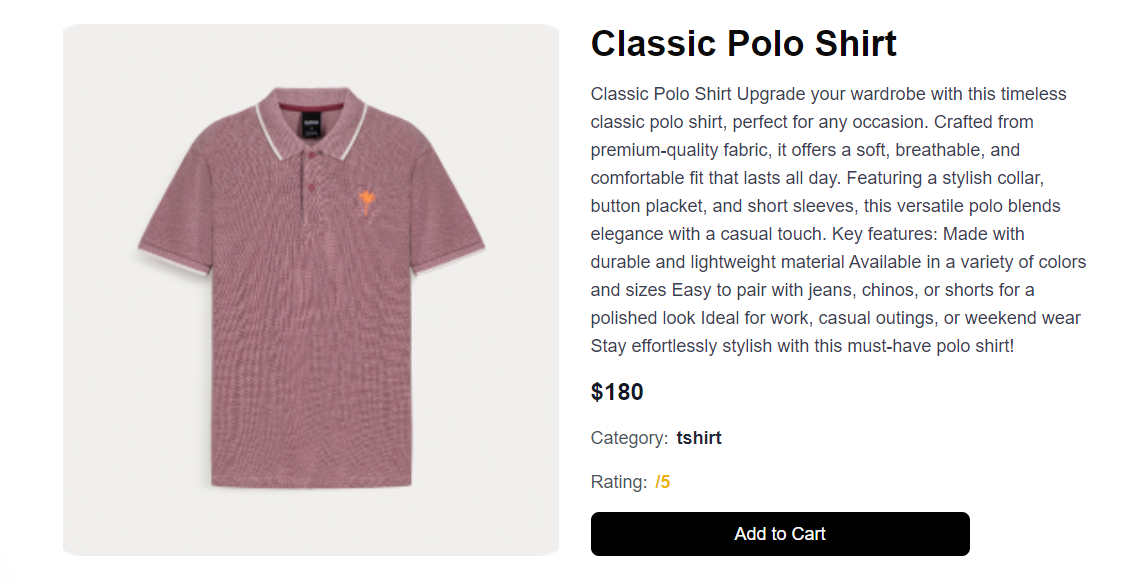 Classic Polo Shirt
Classic Polo Shirt Upgrade your wardrobe with this timeless
classic polo shirt, perfect for any occasion. Crafted from
premium-quality fabric, it offers a soft, breathable, and
comfortable fit that lasts all day. Featuring a stylish collar,
button placket, and short sleeves, this versatile polo blends
elegance with a casual touch. Key features: Made with
durable and lightweight material Available in a variety of colors
and sizes Easy to pair with jeans, chinos, or shorts for a
polished look Ideal for work, casual outings, or weekend wear
Stay effortlessly stylish with this must-have polo shirt!
$180
Category: tshirt
Rating: /5
Add to Cart